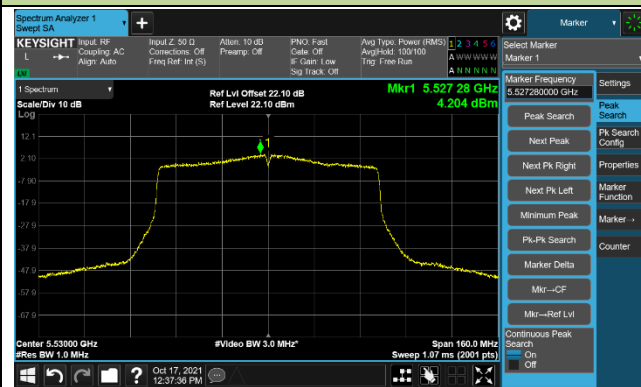 Spectrum Analyzer 1
Swept SA
+
Marker
KEYSIGHT
L
LXI
Input: RF
Coupling: AC
Align: Auto
Input Z: 50 Ω
Corrections: Off
Freq Ref: Int (S)
Atten: 10 dB
Preamp: Off
PNO: Fast
Gate: Off
IF Gain: Low
Sig Track: Off
Avg Type: Power (RMS)
Avg|Hold: 100/100
Trig: Free Run
1 2 3 4 5 6
A W W W W W
A N N N N N
Select Marker
Marker 1
1 Spectrum
Scale/Div 10 dB
Log
Ref Lvl Offset 22.10 dB
Ref Level 22.10 dBm
Mkr1 5.527 28 GHz
4.204 dBm
1
12.1
2.10
-7.90
-17.9
-27.9
-37.9
-47.9
-57.9
-67.9
Center 5.53000 GHz
#Res BW 1.0 MHz
#Video BW 3.0 MHz*
Span 160.0 MHz
Sweep 1.07 ms (2001 pts)
Marker Frequency
5.527280000 GHz
Peak Search
Next Peak
Next Pk Right
Next Pk Left
Minimum Peak
Pk-Pk Search
Marker Delta
Mkr→CF
Mkr→Ref Lvl
Continuous Peak
Search
On
Off
Settings
Peak
Search
Pk Search
Config
Properties
Marker
Function
Marker→
Counter
?
Oct 17, 2021
12:37:36 PM